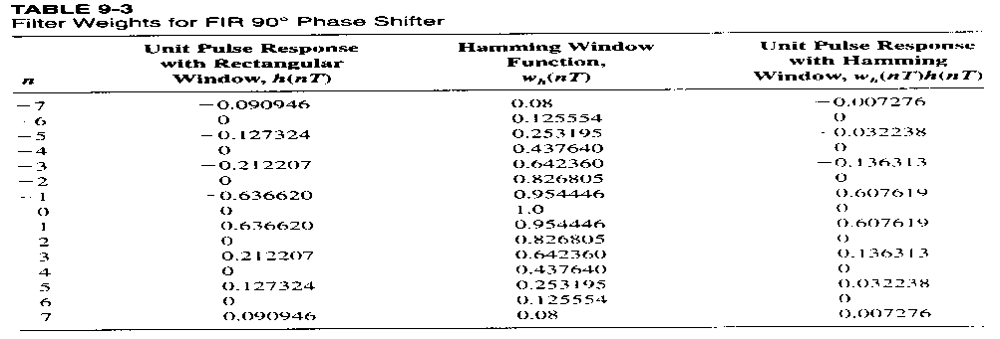 TABLE 9-3
Filter Weights for FIR 90° Phase Shifter
Unit Pulse Response Hamming Window Unit Pulse Response
with Rectangular Function, with Hamming
n Window, h(nT) wₕ(nT) Window, wₕ(nT)h(nT)
−7 −0.090946 0.08 −0.007276
-6 0 0.125554 0
−5 −0.127324 0.253195 -0.032238
−4 0 0.437640 0
−3 −0.212207 0.642360 −0.136313
−2 0 0.826805 0
-1 -0.636620 0.954446 0.607619
0 0 1.0 0
1 0.636620 0.954446 0.607619
2 0 0.826805 0
3 0.212207 0.642360 0.136313
4 0 0.437640 0
5 0.127324 0.253195 0.032238
6 0 0.125554 0
7 0.090946 0.08 0.007276